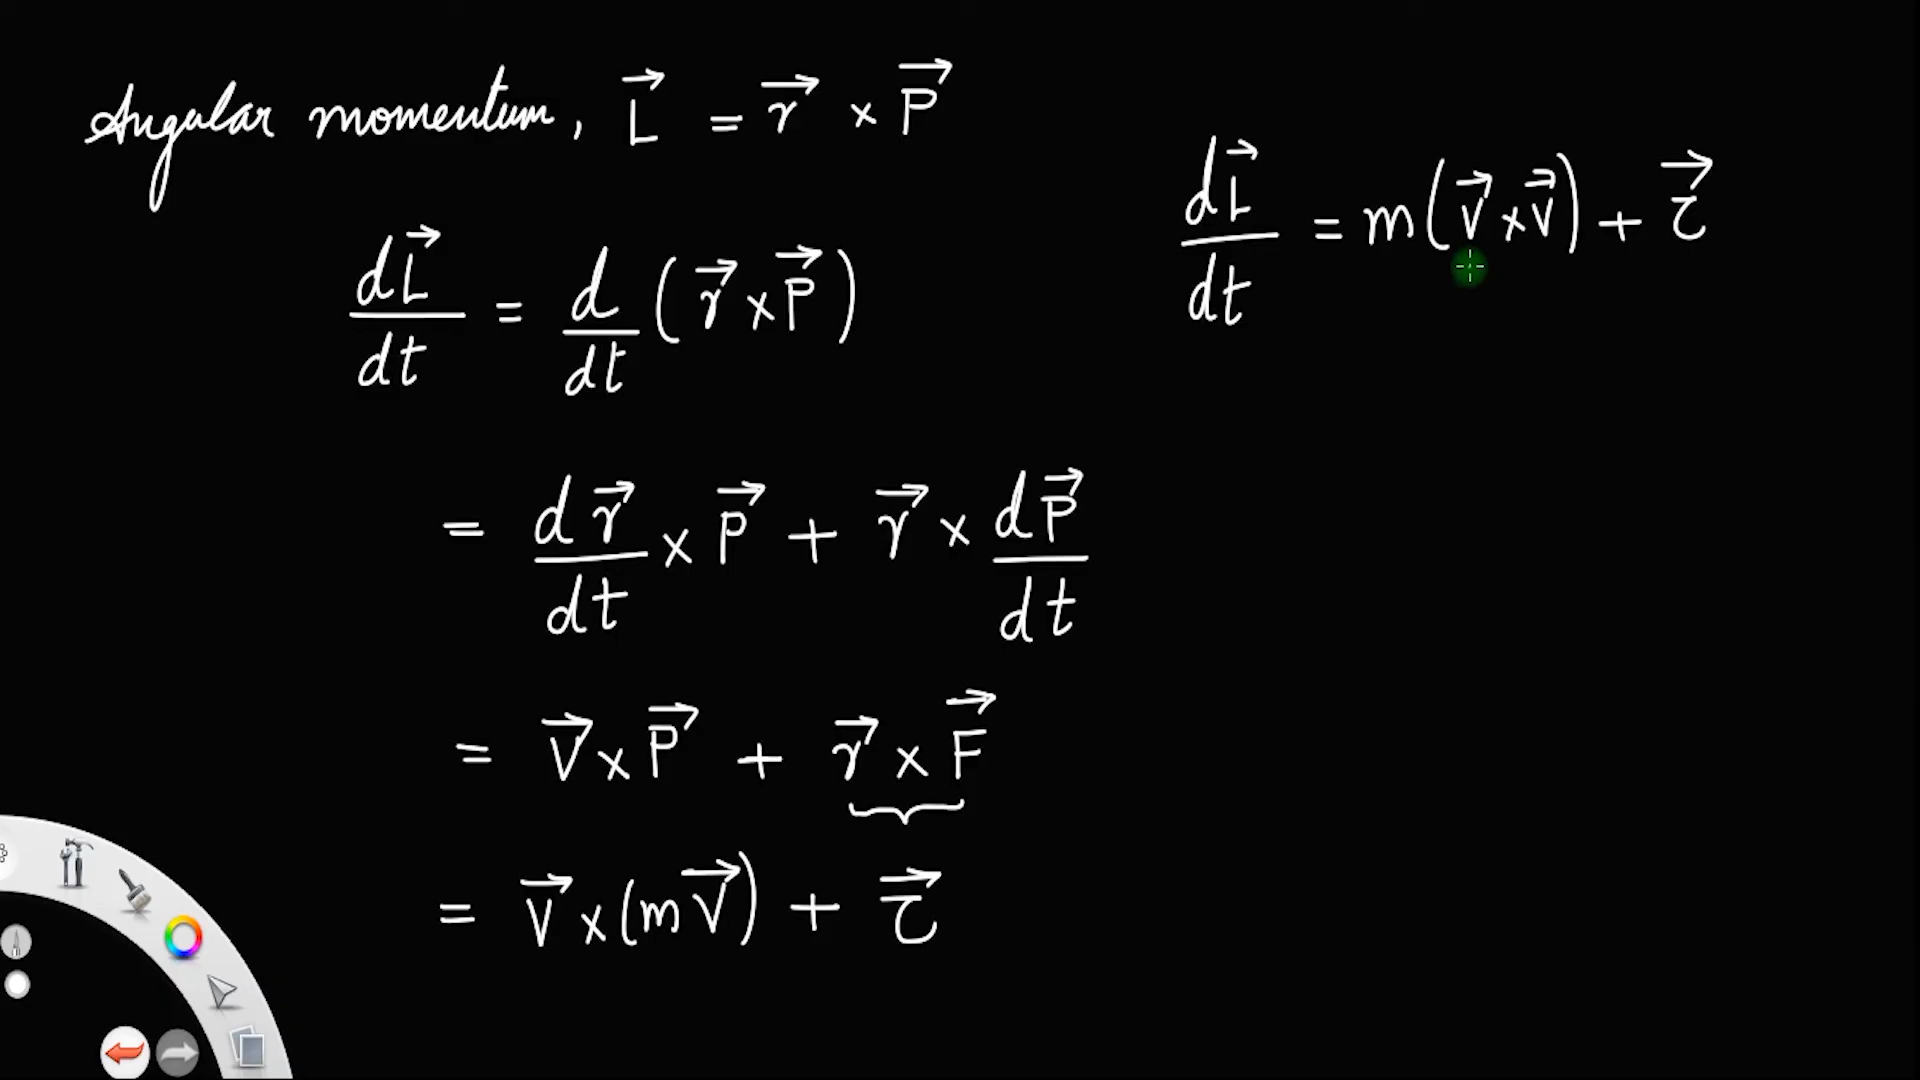 Angular momentum, L⃗ = r⃗ × P⃗
dL⃗/dt = d/dt (r⃗ × P⃗)
= dr⃗/dt × P⃗ + r⃗ × dP⃗/dt
= V⃗ × P⃗ + r⃗ × F⃗
= V⃗ × (mV⃗) + τ⃗
dL⃗/dt = m(V⃗ × V⃗) + τ⃗